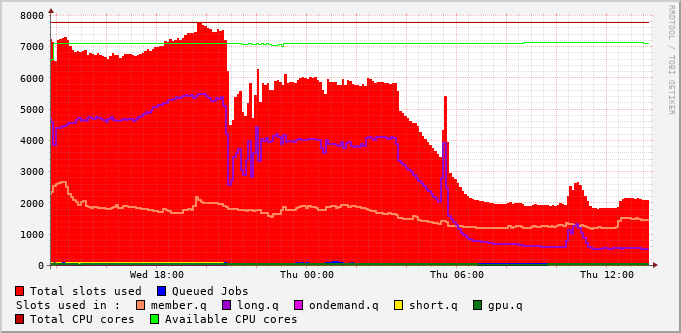 8000
7000
6000
5000
4000
3000
2000
1000
0
Wed 18:00 Thu 00:00 Thu 06:00 Thu 12:00
RRDTOOL / TOBI OETIKER
Total slots used Queued Jobs
Slots used in : member.q long.q ondemand.q short.q gpu.q
Total CPU cores Available CPU cores